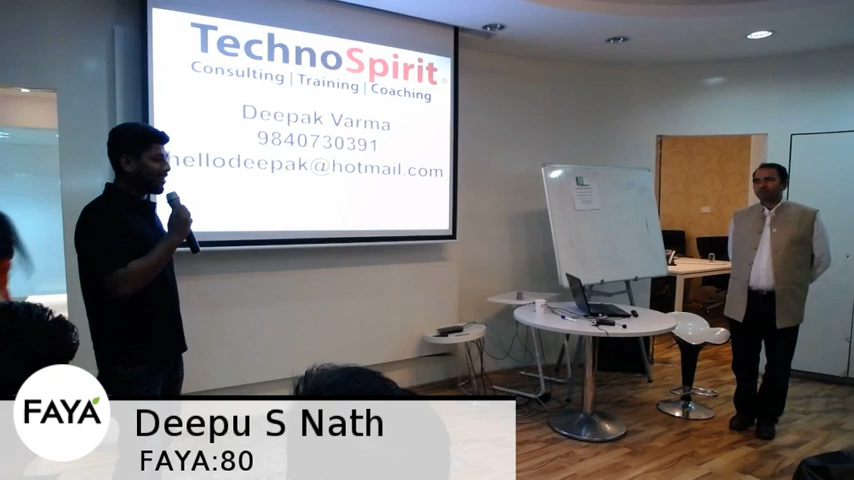 TechnoSpirit
Consulting | Training | Coaching
Deepak Varma
9840730391
hellodeepak@hotmail.com
FAYA
Deepu S Nath
FAYA:80